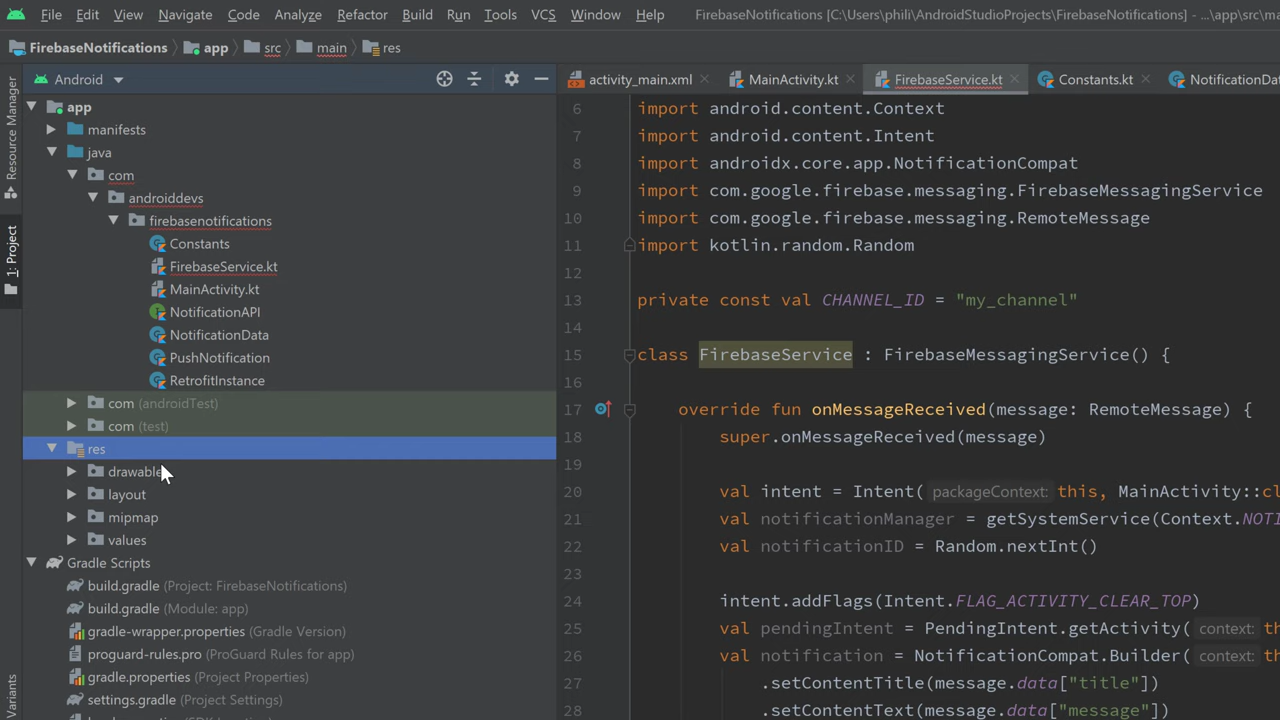 File Edit View Navigate Code Analyze Refactor Build Run Tools VCS Window Help FirebaseNotifications [C:\Users\phili\AndroidStudioProjects\FirebaseNotifications] - ...\app\src\ma
FirebaseNotifications app src main res
Android
activity_main.xml MainActivity.kt FirebaseService.kt Constants.kt NotificationDa
Resource Manager
1: Project
Variants
app
manifests
java
com
androiddevs
firebasenotifications
Constants
FirebaseService.kt
MainActivity.kt
NotificationAPI
NotificationData
PushNotification
RetrofitInstance
com (androidTest)
com (test)
res
drawable
layout
mipmap
values
Gradle Scripts
build.gradle (Project: FirebaseNotifications)
build.gradle (Module: app)
gradle-wrapper.properties (Gradle Version)
proguard-rules.pro (ProGuard Rules for app)
gradle.properties (Project Properties)
settings.gradle (Project Settings)
6 import android.content.Context
7 import android.content.Intent
8 import androidx.core.app.NotificationCompat
9 import com.google.firebase.messaging.FirebaseMessagingService
10 import com.google.firebase.messaging.RemoteMessage
11 import kotlin.random.Random
12
13 private const val CHANNEL_ID = "my_channel"
14
15 class FirebaseService : FirebaseMessagingService() {
16
17 override fun onMessageReceived(message: RemoteMessage) {
18 super.onMessageReceived(message)
19
20 val intent = Intent( packageContext: this, MainActivity::cl
21 val notificationManager = getSystemService(Context.NOTI
22 val notificationID = Random.nextInt()
23
24 intent.addFlags(Intent.FLAG_ACTIVITY_CLEAR_TOP)
25 val pendingIntent = PendingIntent.getActivity( context: th
26 val notification = NotificationCompat.Builder( context: th
27 .setContentTitle(message.data["title"])
28 .setContentText(message.data["message"])